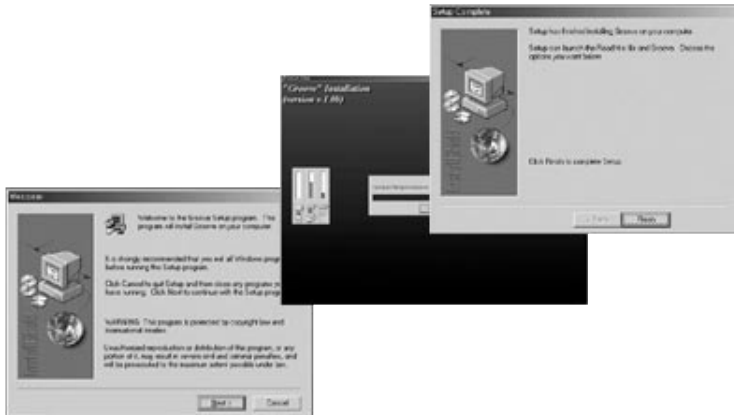 Welcome
Welcome to the Groove Setup program. This
program will install Groove on your computer.
It is strongly recommended that you exit all Windows progr
before running the Setup program.
Click Cancel to quit Setup and then close any programs
have running. Click Next to continue with the Setup prog
WARNING: This program is protected by copyright law and
international treaties.
Unauthorized reproduction or distribution of this program, or any
portion of it, may result in severe civil and criminal penalties, and
will be prosecuted to the maximum extent possible under law.
Next >
Cancel
"Groove" Installation
Setup Complete
Setup has finished installing Groove on your computer.
Setup can launch the Read Me file and Groove. Choose the
options you want below.
Click Finish to complete Setup.
< Back
Finish